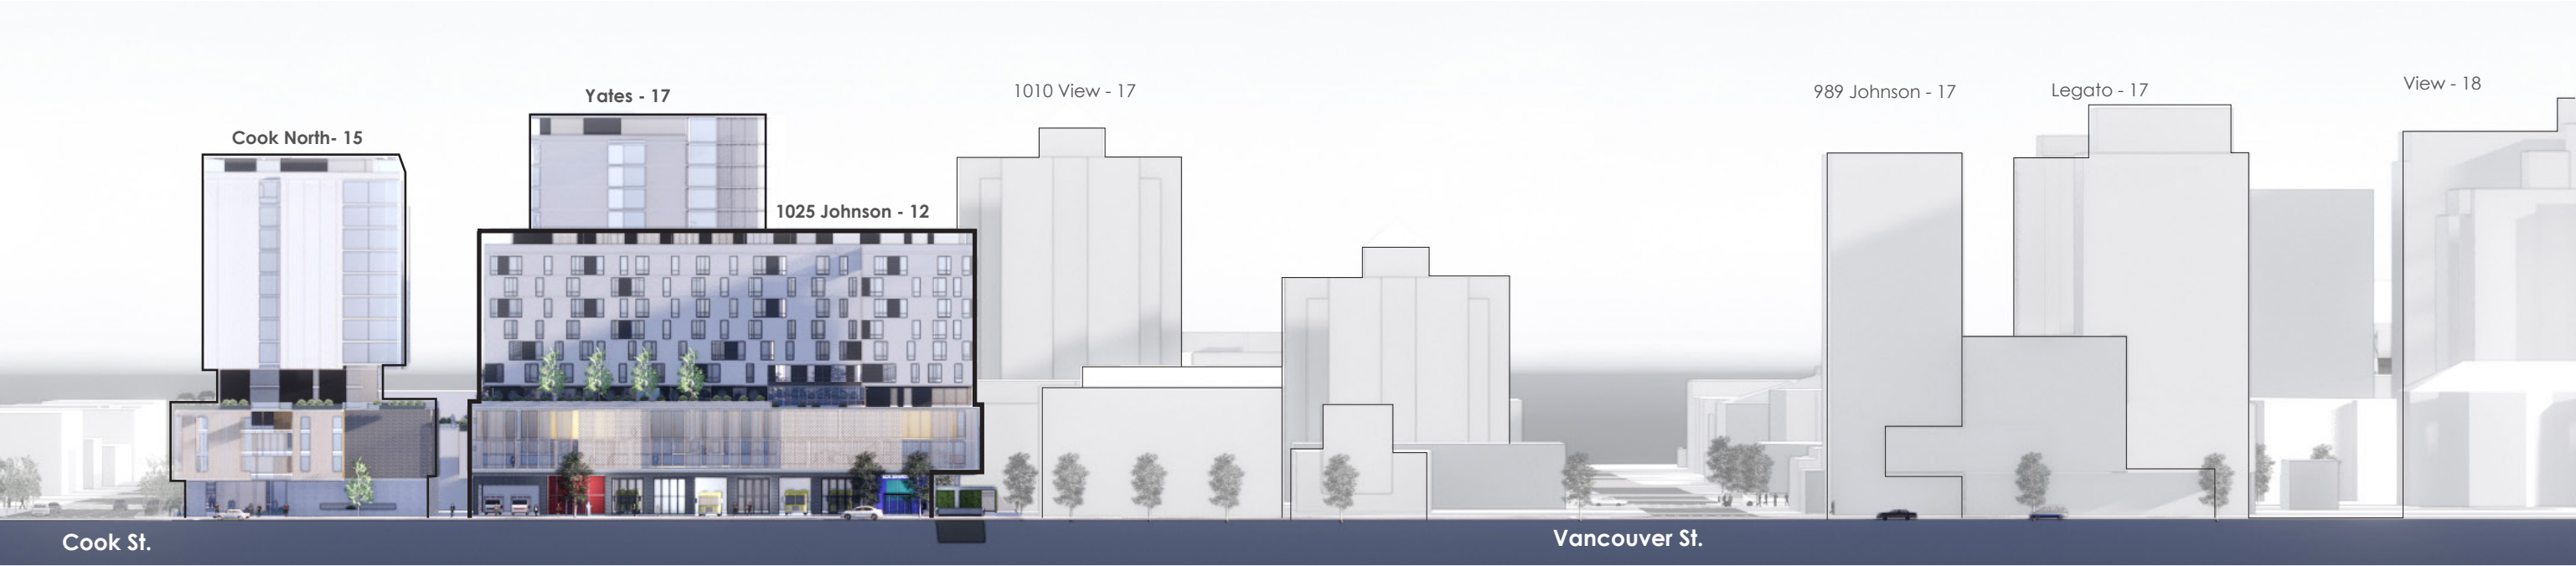 Cook North- 15
Yates - 17
1025 Johnson - 12
1010 View - 17
989 Johnson - 17
Legato - 17
View - 18
Cook St.
Vancouver St.